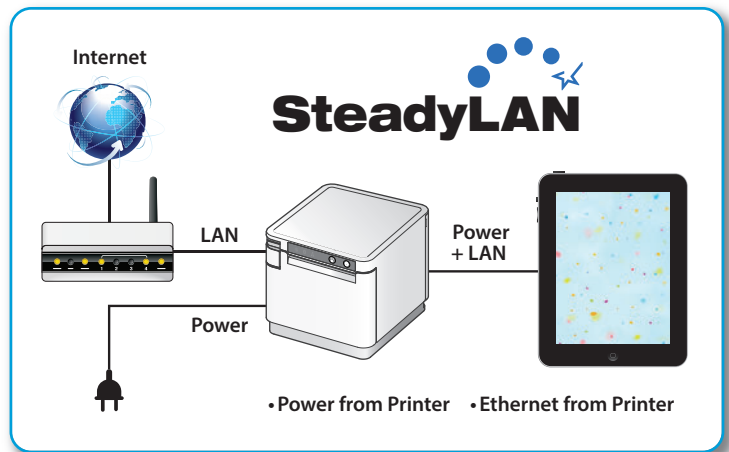 Internet
SteadyLAN
LAN
Power
+ LAN
Power
• Power from Printer • Ethernet from Printer